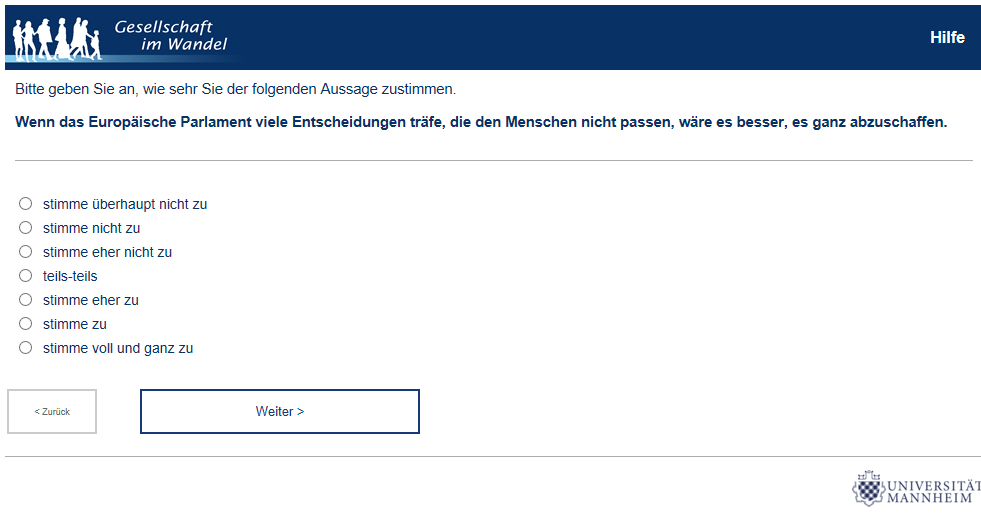 Gesellschaft
im Wandel
Hilfe
Bitte geben Sie an, wie sehr Sie der folgenden Aussage zustimmen.
Wenn das Europäische Parlament viele Entscheidungen träfe, die den Menschen nicht passen, wäre es besser, es ganz abzuschaffen.
stimme überhaupt nicht zu
stimme nicht zu
stimme eher nicht zu
teils-teils
stimme eher zu
stimme zu
stimme voll und ganz zu
< Zurück
Weiter >
UNIVERSITÄT
MANNHEIM